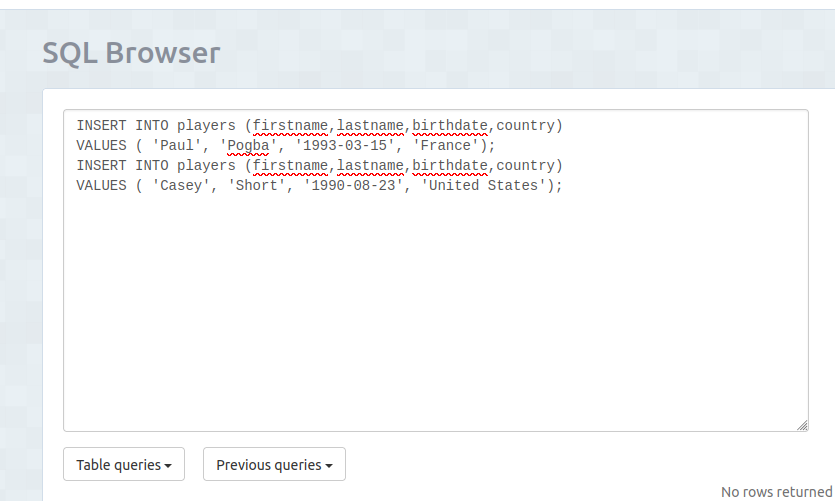 SQL Browser
INSERT INTO players (firstname,lastname,birthdate,country)
VALUES ( 'Paul', 'Pogba', '1993-03-15', 'France');
INSERT INTO players (firstname,lastname,birthdate,country)
VALUES ( 'Casey', 'Short', '1990-08-23', 'United States');
Table queries
Previous queries
No rows returned